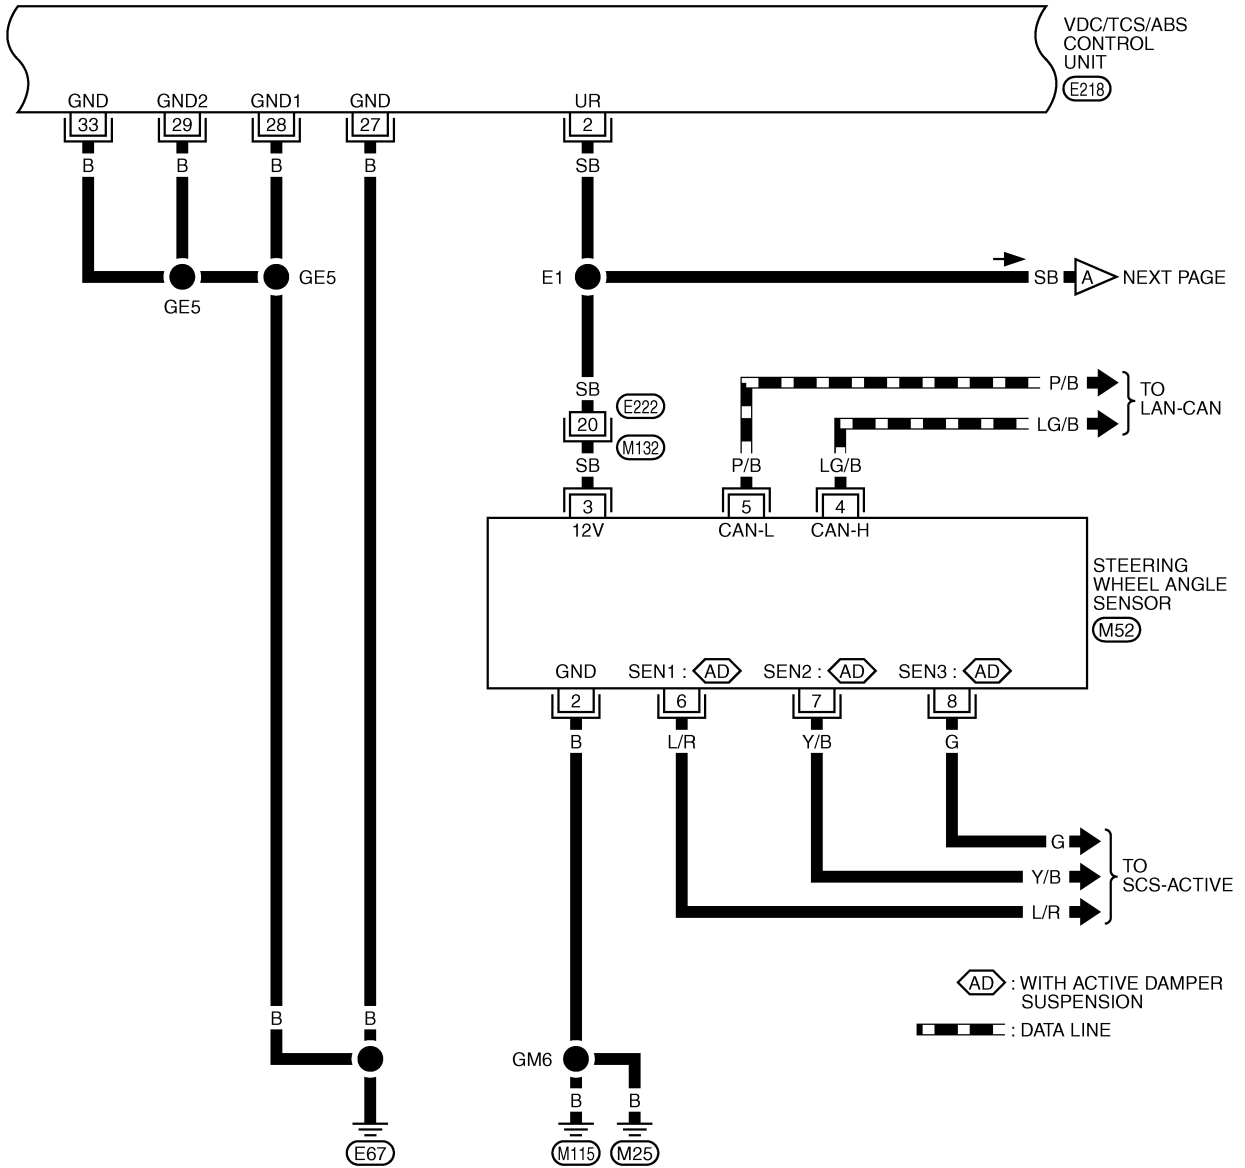 VDC/TCS/ABS
CONTROL
UNIT
E218
GND GND2 GND1 GND UR
33 29 28 27 2
B B B B SB
E1
GE5
GE5
SB A NEXT PAGE
SB
E222
20
M132
SB
P/B
LG/B
TO
LAN-CAN
P/B LG/B
3 5 4
12V CAN-L CAN-H
STEERING
WHEEL ANGLE
SENSOR
M52
GND SEN1 : AD SEN2 : AD SEN3 : AD
2 6 7 8
B L/R Y/B G
G
Y/B
L/R
TO
SCS-ACTIVE
AD : WITH ACTIVE DAMPER
SUSPENSION
: DATA LINE
B B
GM6
B B
E67 M115 M25